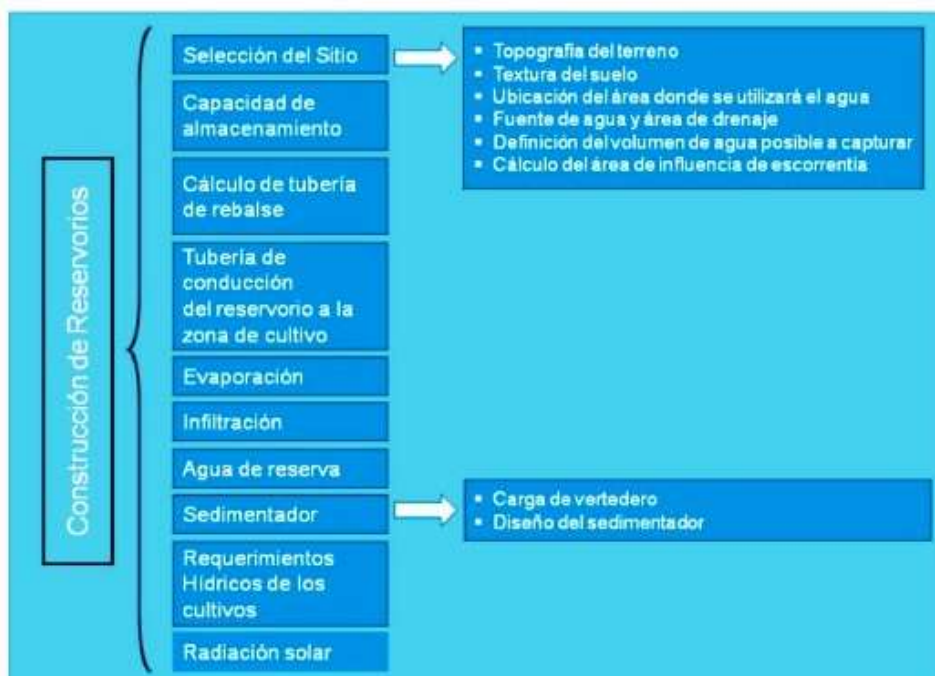 Construcción de Reservorios
Selección del Sitio
▪ Topografía del terreno
▪ Textura del suelo
▪ Ubicación del área donde se utilizará el agua
▪ Fuente de agua y área de drenaje
▪ Definición del volumen de agua posible a capturar
▪ Cálculo del área de influencia de escorrentía
Capacidad de
almacenamiento
Cálculo de tubería
de rebalse
Tubería de
conducción
del reservorio a la
zona de cultivo
Evaporación
Infiltración
Agua de reserva
Sedimentador
▪ Carga de vertedero
▪ Diseño del sedimentador
Requerimientos
Hídricos de los
cultivos
Radiación solar